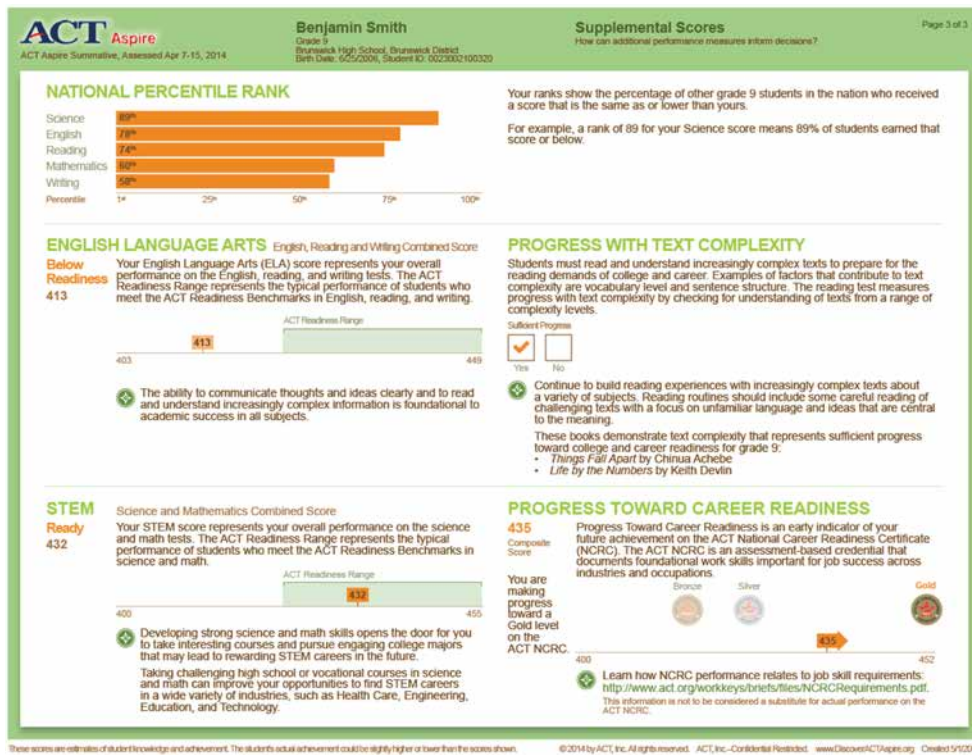 ACT Aspire
ACT Aspire Summative, Assessed Apr 7-15, 2014
Benjamin Smith
Grade 9
Brunswick High School, Brunswick District
Birth Date: 6/25/2006, Student ID: 0023002100320
Supplemental Scores
How can additional performance measures inform decisions?
Page 3 of 3
NATIONAL PERCENTILE RANK
Science 89th
English 78th
Reading 74th
Mathematics 60th
Writing 58th
Percentile 1st 25th 50th 75th 100th
Your ranks show the percentage of other grade 9 students in the nation who received
a score that is the same as or lower than yours.
For example, a rank of 89 for your Science score means 89% of students earned that
score or below.
ENGLISH LANGUAGE ARTS English, Reading and Writing Combined Score
Below
Readiness
413
Your English Language Arts (ELA) score represents your overall
performance on the English, reading, and writing tests. The ACT
Readiness Range represents the typical performance of students who
meet the ACT Readiness Benchmarks in English, reading, and writing.
ACT Readiness Range
413
403 449
The ability to communicate thoughts and ideas clearly and to read
and understand increasingly complex information is foundational to
academic success in all subjects.
PROGRESS WITH TEXT COMPLEXITY
Students must read and understand increasingly complex texts to prepare for the
reading demands of college and career. Examples of factors that contribute to text
complexity are vocabulary level and sentence structure. The reading test measures
progress with text complexity by checking for understanding of texts from a range of
complexity levels.
Sufficient Progress
Yes No
Continue to build reading experiences with increasingly complex texts about
a variety of subjects. Reading routines should include some careful reading of
challenging texts with a focus on unfamiliar language and ideas that are central
to the meaning.
These books demonstrate text complexity that represents sufficient progress
toward college and career readiness for grade 9:
• Things Fall Apart by Chinua Achebe
• Life by the Numbers by Keith Devlin
STEM Science and Mathematics Combined Score
Ready
432
Your STEM score represents your overall performance on the science
and math tests. The ACT Readiness Range represents the typical
performance of students who meet the ACT Readiness Benchmarks in
science and math.
ACT Readiness Range
432
400 455
Developing strong science and math skills opens the door for you
to take interesting courses and pursue engaging college majors
that may lead to rewarding STEM careers in the future.
Taking challenging high school or vocational courses in science
and math can improve your opportunities to find STEM careers
in a wide variety of industries, such as Health Care, Engineering,
Education, and Technology.
PROGRESS TOWARD CAREER READINESS
435
Composite
Score
Progress Toward Career Readiness is an early indicator of your
future achievement on the ACT National Career Readiness Certificate
(NCRC). The ACT NCRC is an assessment-based credential that
documents foundational work skills important for job success across
industries and occupations.
You are
making
progress
toward a
Gold level
on the
ACT NCRC.
Bronze Silver Gold
435
400 452
Learn how NCRC performance relates to job skill requirements:
http://www.act.org/workkeys/briefs/files/NCRCRequirements.pdf.
This information is not to be considered a substitute for actual performance on the
ACT NCRC.
These scores are estimates of student knowledge and achievement. The student's actual achievement could be slightly higher or lower than the scores shown.
©2014 by ACT, Inc. All rights reserved. ACT, Inc.—Confidential Restricted. www.DiscoverACTAspire.org Created